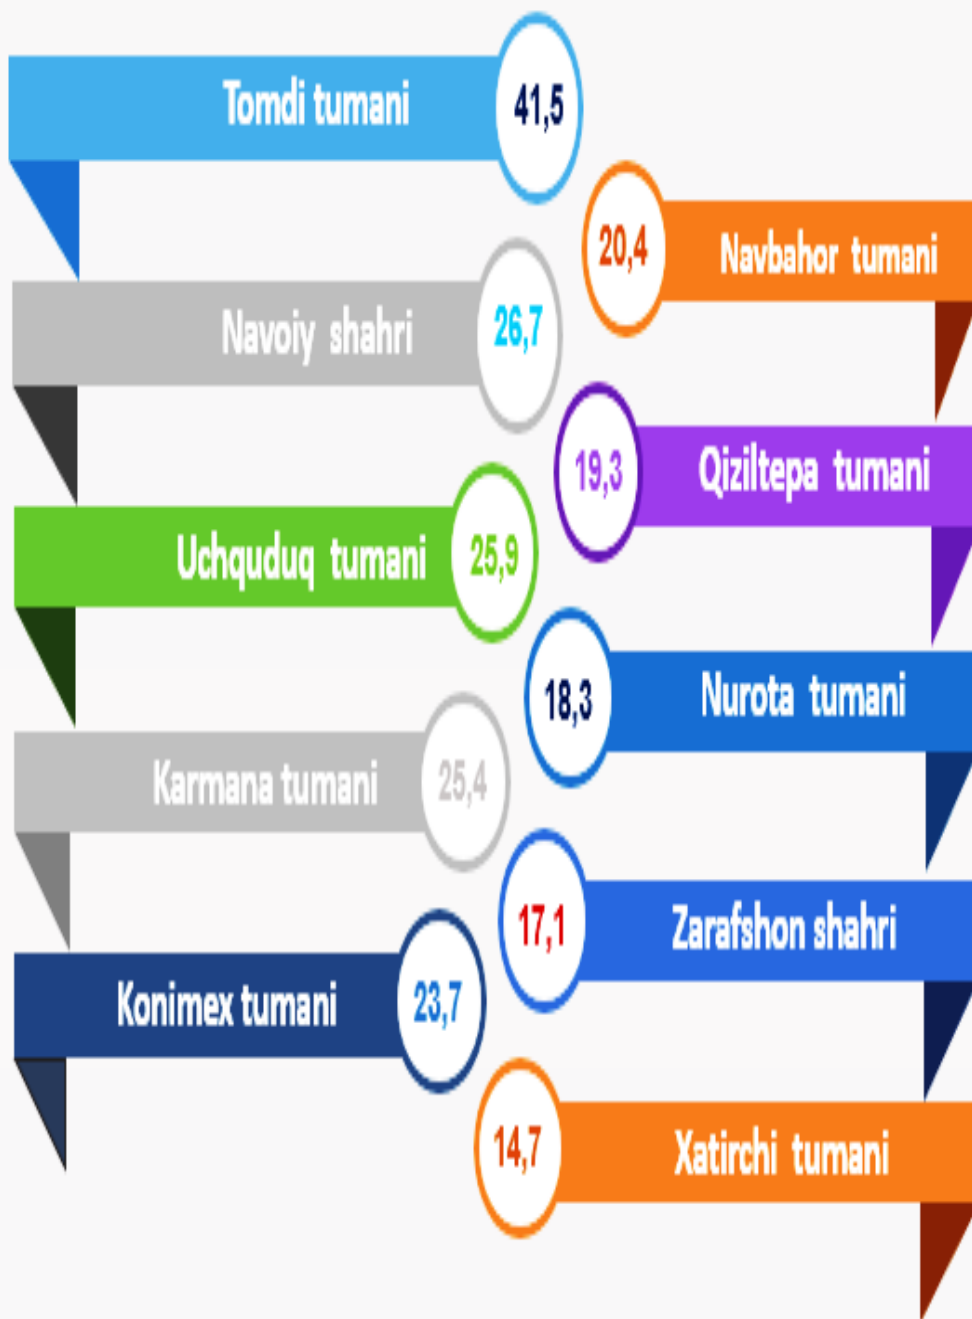 Tomdi tumani 41,5
20,4 Navbahor tumani
Navoiy shahri 26,7
19,3 Qiziltepa tumani
Uchquduq tumani 25,9
18,3 Nurota tumani
Karmana tumani 25,4
17,1 Zarafshon shahri
Konimex tumani 23,7
14,7 Xatirchi tumani